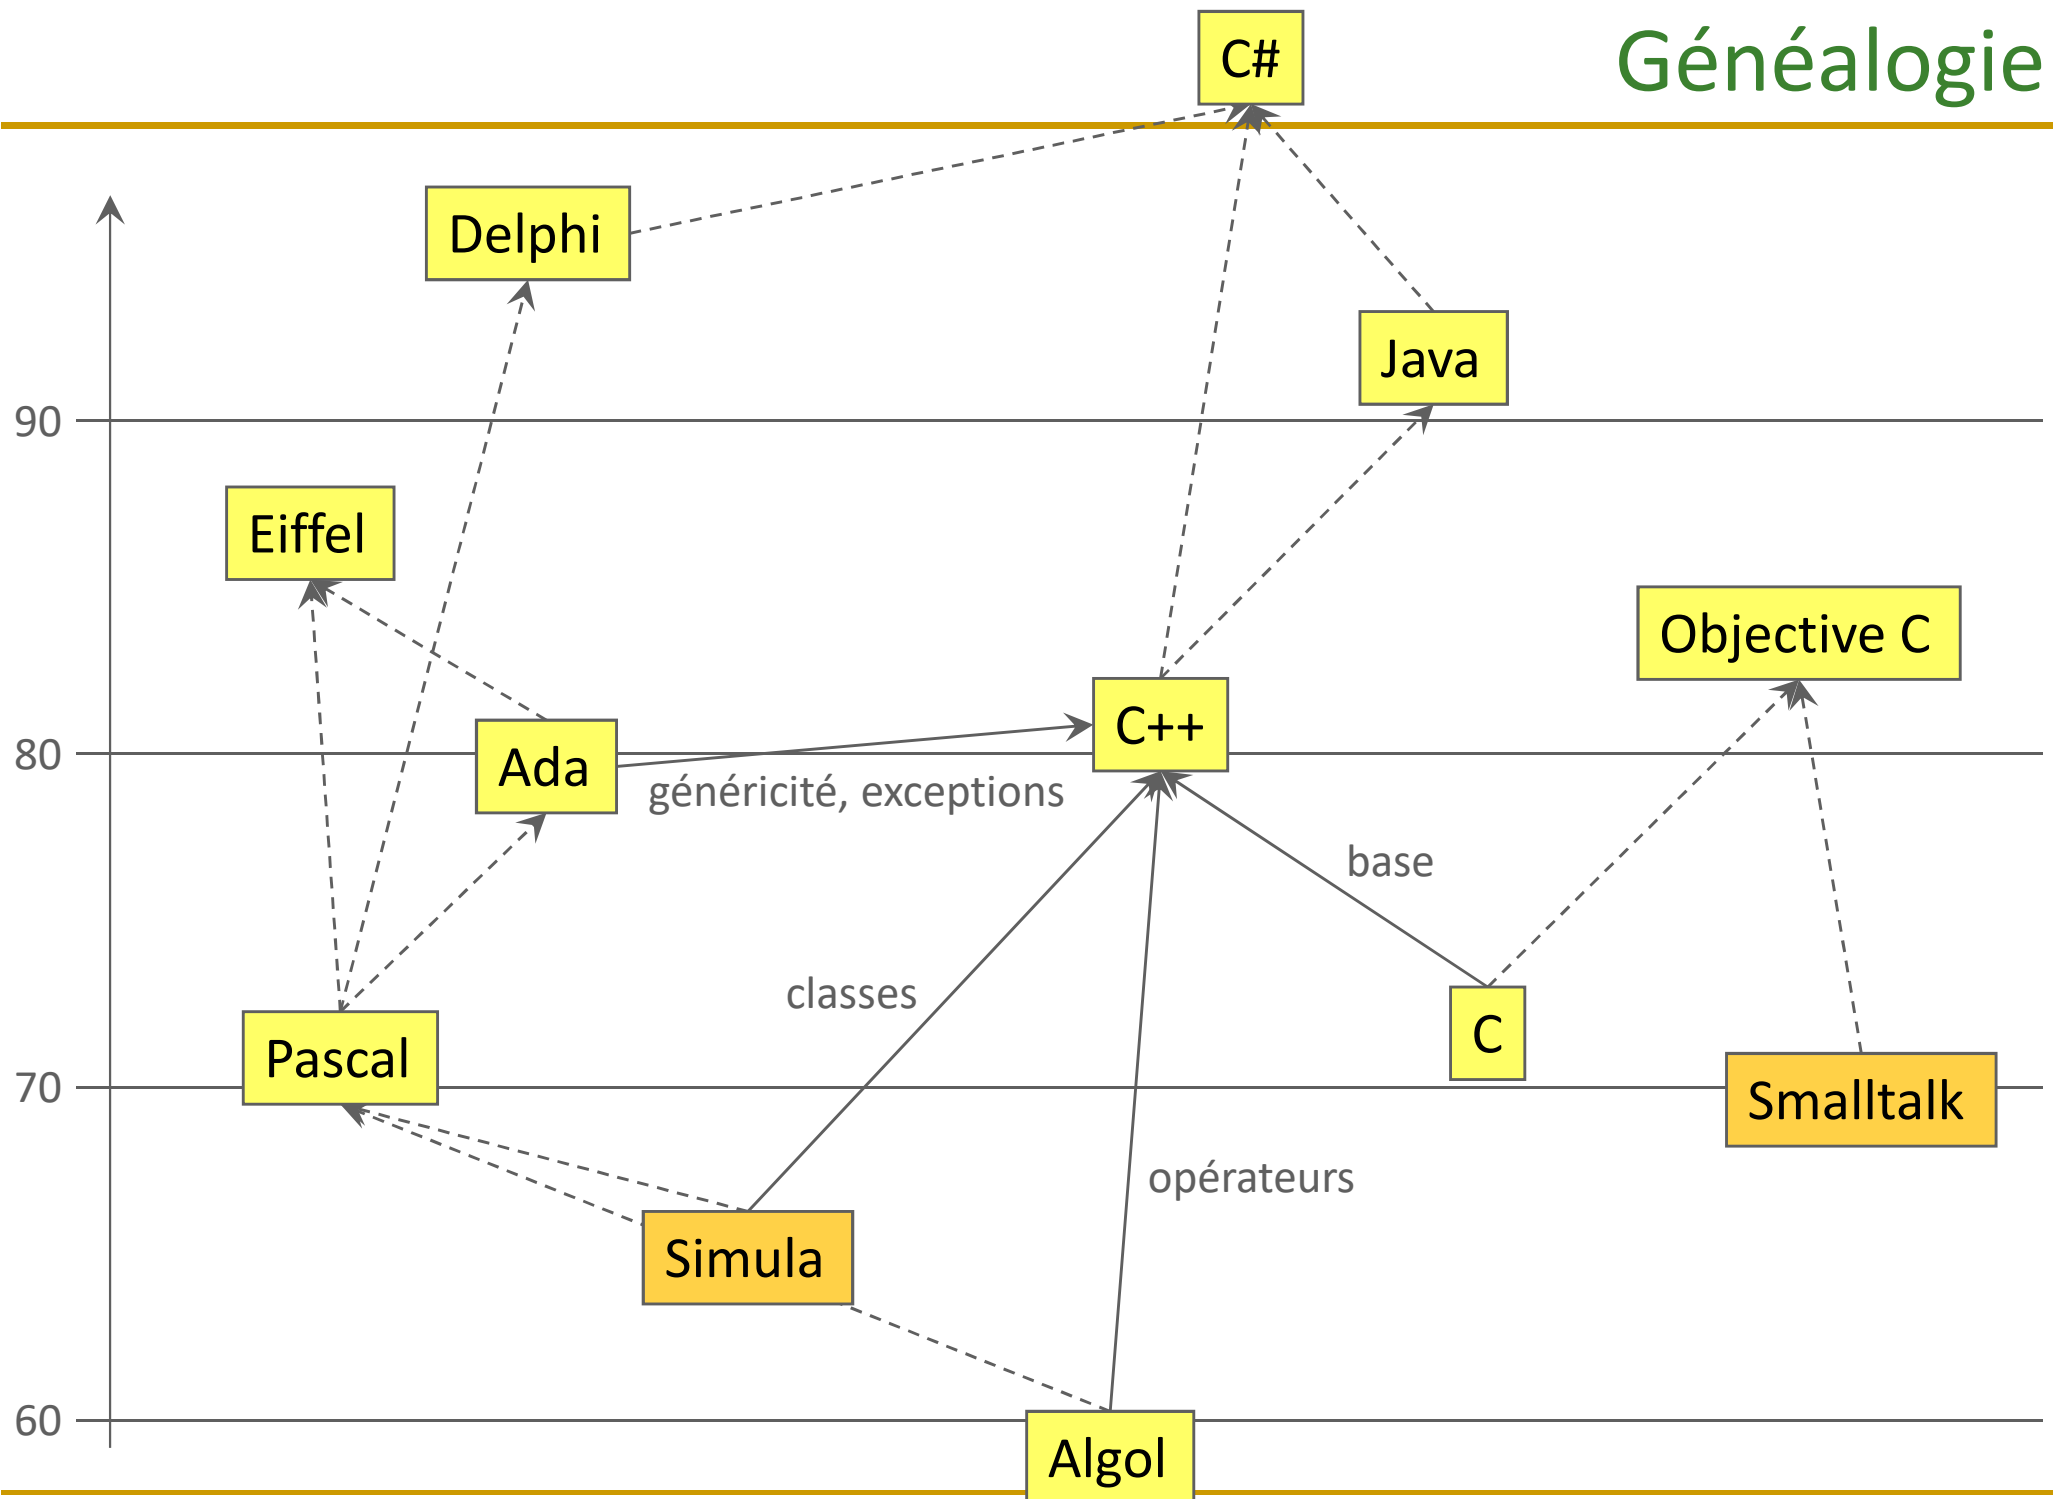 C#
Généalogie
Delphi
Java
90
Eiffel
Objective C
C++
80
Ada
généricité, exceptions
base
classes
C
Pascal
70
Smalltalk
opérateurs
Simula
60
Algol